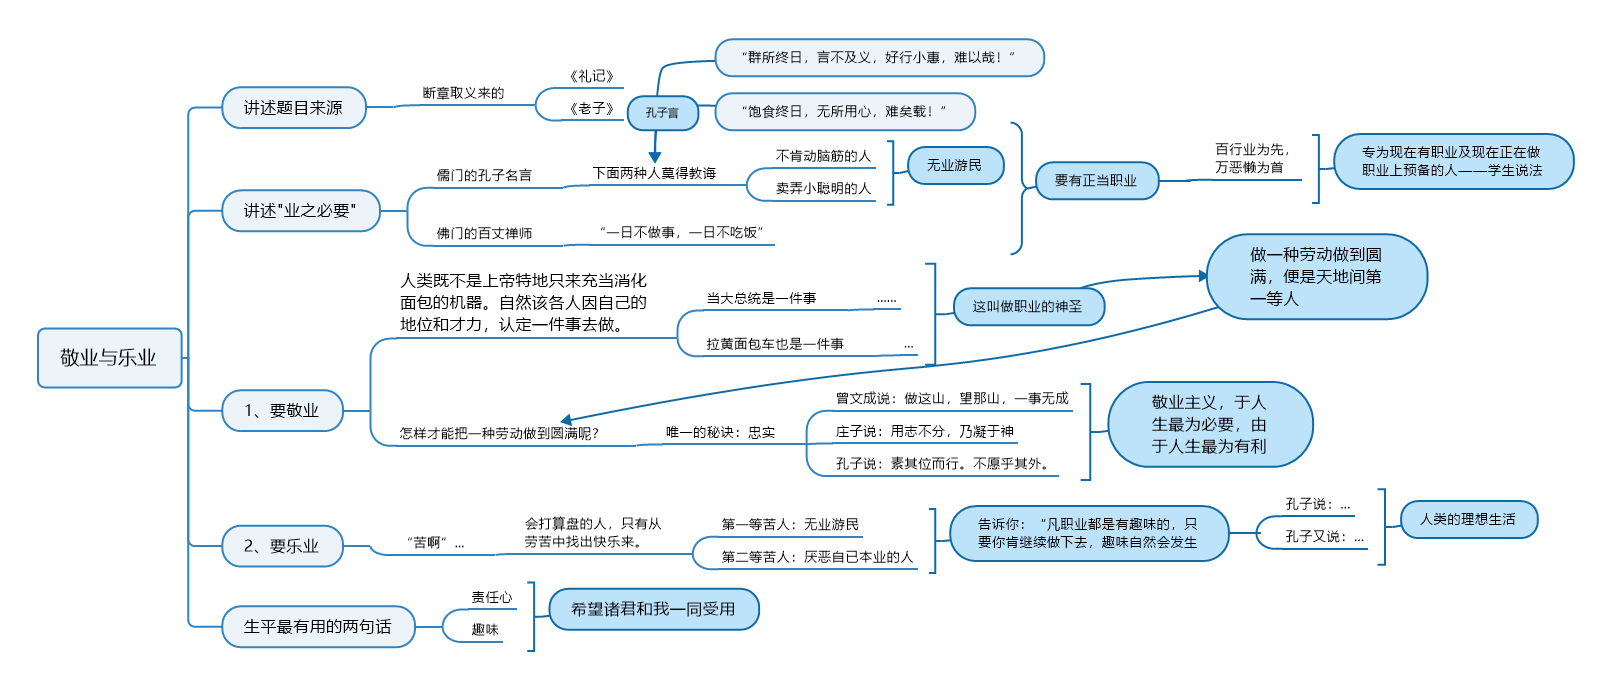 敬业与乐业
讲述题目来源
断章取义来的
《礼记》
《老子》
讲述"业之必要"
儒门的孔子名言
下面两种人莫得教诲
孔子言
“群所终日，言不及义，好行小惠，难以哉！”
“饱食终日，无所用心，难矣载！”
不肯动脑筋的人
卖弄小聪明的人
无业游民
佛门的百丈禅师
“一日不做事，一日不吃饭”
要有正当职业
百行业为先，
万恶懒为首
专为现在有职业及现在正在做
职业上预备的人——学生说法
1、要敬业
人类既不是上帝特地只来充当消化
面包的机器。自然该各人因自己的
地位和才力，认定一件事去做。
当大总统是一件事
......
拉黄面包车也是一件事
...
这叫做职业的神圣
做一种劳动做到圆
满，便是天地间第
一等人
怎样才能把一种劳动做到圆满呢？
唯一的秘诀：忠实
曾文成说：做这山，望那山，一事无成
庄子说：用志不分，乃凝于神
孔子说：素其位而行。不愿乎其外。
敬业主义，于人
生最为必要，由
于人生最为有利
2、要乐业
“苦啊”...
会打算盘的人，只有从
劳苦中找出快乐来。
第一等苦人：无业游民
第二等苦人：厌恶自已本业的人
告诉你：“凡职业都是有趣味的，只
要你肯继续做下去，趣味自然会发生
孔子说：...
孔子又说：...
人类的理想生活
生平最有用的两句话
责任心
趣味
希望诸君和我一同受用